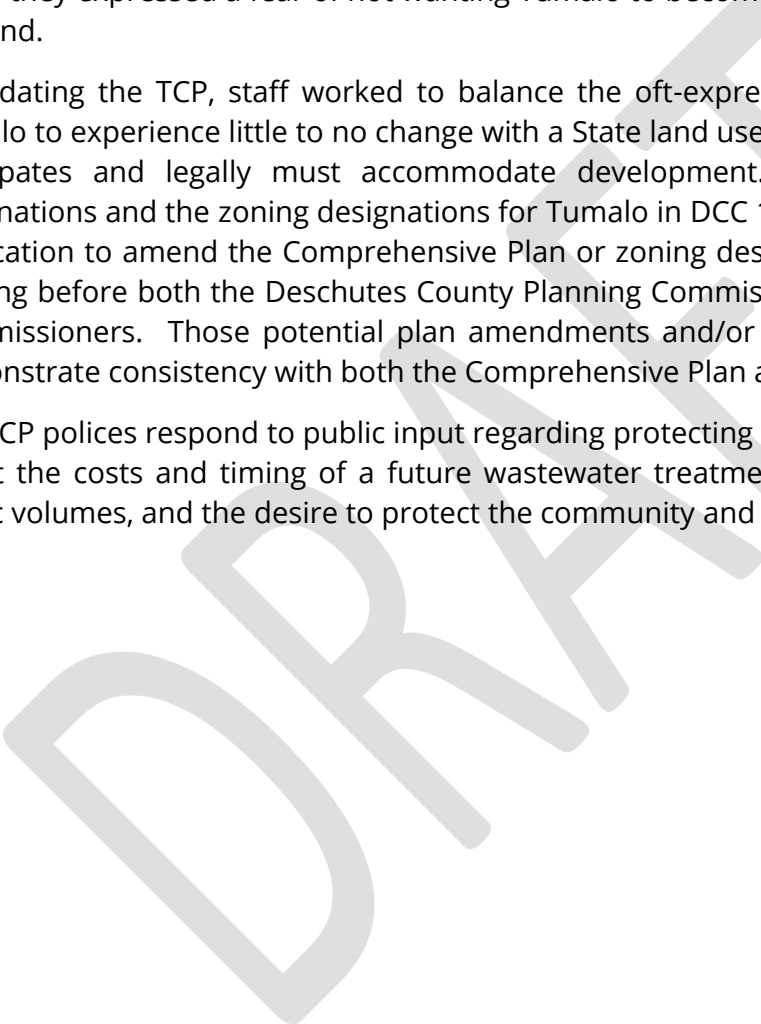 they expressed a fear of not wanting Tumalo to becom
nd.
dating the TCP, staff worked to balance the oft-expre
lo to experience little to no change with a State land use
pates and legally must accommodate development.
nations and the zoning designations for Tumalo in DCC 1
cation to amend the Comprehensive Plan or zoning des
ng before both the Deschutes County Planning Commis
missioners. Those potential plan amendments and/or
onstrate consistency with both the Comprehensive Plan a
CP polices respond to public input regarding protecting
t the costs and timing of a future wastewater treatme
c volumes, and the desire to protect the community and
DRAFT